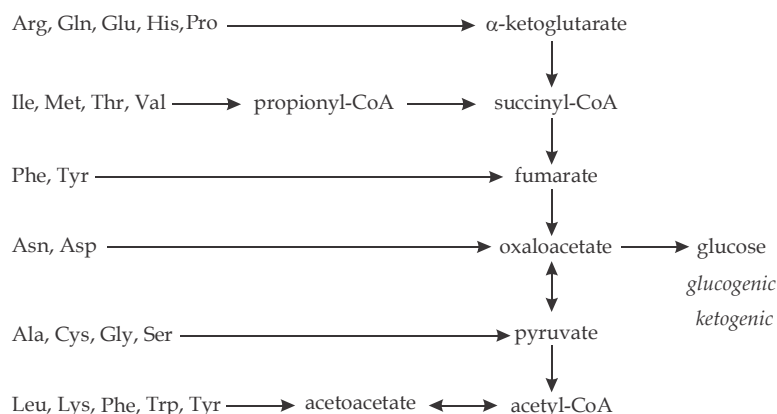 Arg, Gln, Glu, His,Pro α-ketoglutarate
Ile, Met, Thr, Val propionyl-CoA succinyl-CoA
Phe, Tyr fumarate
Asn, Asp oxaloacetate glucose
glucogenic
ketogenic
Ala, Cys, Gly, Ser pyruvate
Leu, Lys, Phe, Trp, Tyr acetoacetate acetyl-CoA